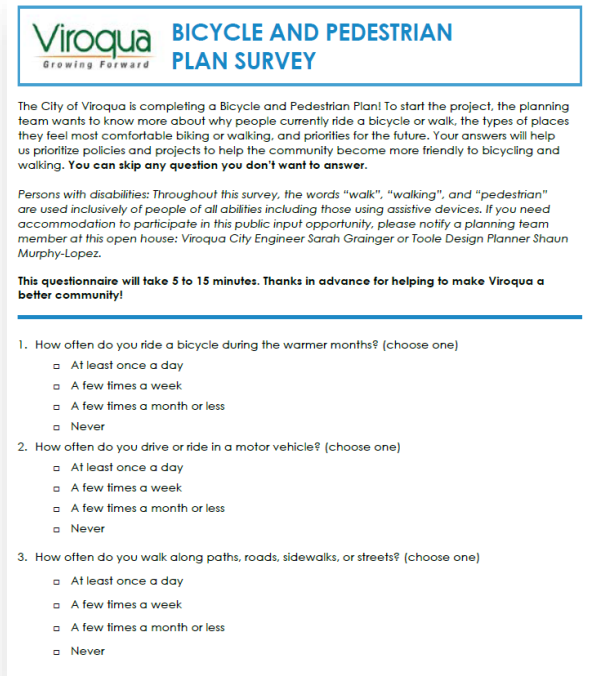 Viroqua
Growing Forward
BICYCLE AND PEDESTRIAN
PLAN SURVEY
The City of Viroqua is completing a Bicycle and Pedestrian Plan! To start the project, the planning
team wants to know more about why people currently ride a bicycle or walk, the types of places
they feel most comfortable biking or walking, and priorities for the future. Your answers will help
us prioritize policies and projects to help the community become more friendly to bicycling and
walking. You can skip any question you don't want to answer.
Persons with disabilities: Throughout this survey, the words "walk", "walking", and "pedestrian"
are used inclusively of people of all abilities including those using assistive devices. If you need
accommodation to participate in this public input opportunity, please notify a planning team
member at this open house: Viroqua City Engineer Sarah Grainger or Toole Design Planner Shaun
Murphy-Lopez.
This questionnaire will take 5 to 15 minutes. Thanks in advance for helping to make Viroqua a
better community!
1. How often do you ride a bicycle during the warmer months? (choose one)
□ At least once a day
□ A few times a week
□ A few times a month or less
□ Never
2. How often do you drive or ride in a motor vehicle? (choose one)
□ At least once a day
□ A few times a week
□ A few times a month or less
□ Never
3. How often do you walk along paths, roads, sidewalks, or streets? (choose one)
□ At least once a day
□ A few times a week
□ A few times a month or less
□ Never